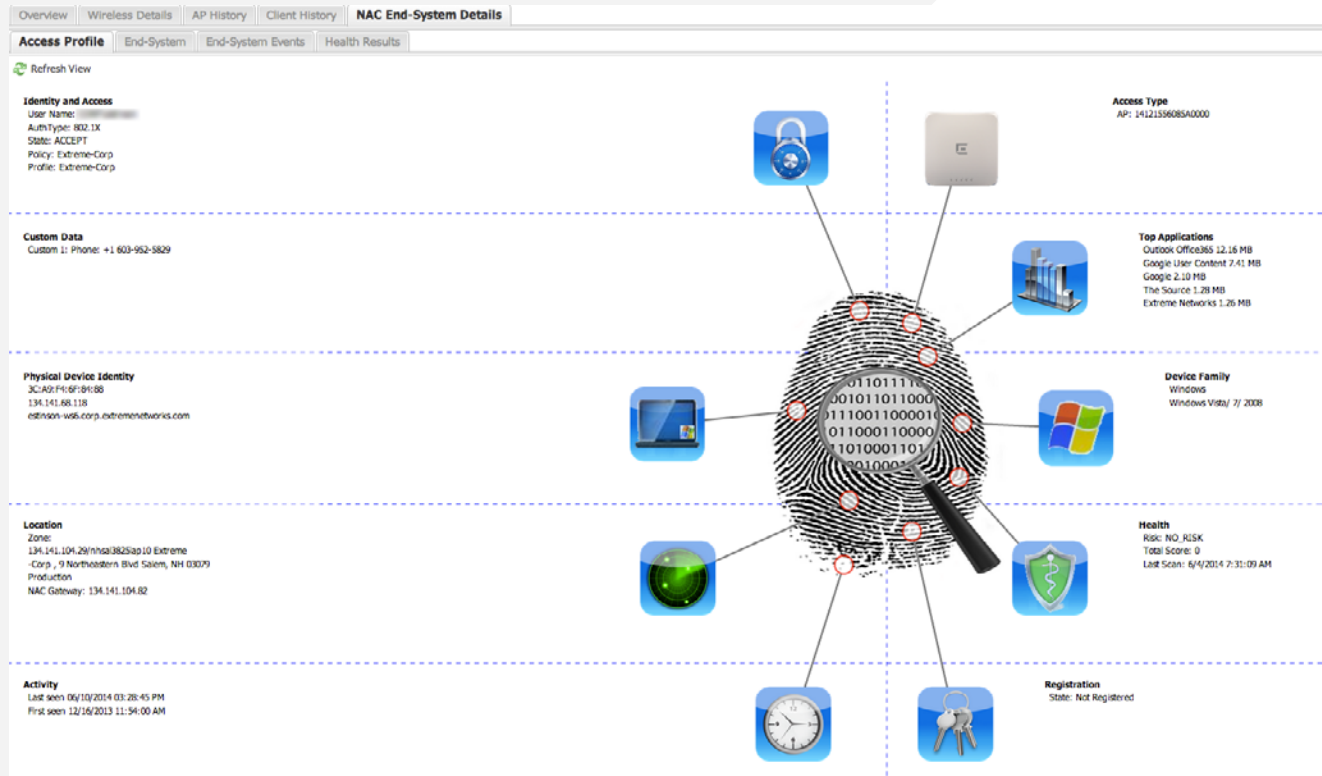 Overview Wireless Details AP History Client History NAC End-System Details
Access Profile End-System End-System Events Health Results
Refresh View
Identity and Access
User Name:
AuthType: 802.1X
State: ACCEPT
Policy: Extreme-Corp
Profile: Extreme-Corp
Access Type
AP: 14121556085A0000
Custom Data
Custom 1: Phone: +1 603-952-5829
Top Applications
Outlook Office365 12.16 MB
Google User Content 7.41 MB
Google 2.10 MB
The Source 1.28 MB
Extreme Networks 1.26 MB
Physical Device Identity
3C:A9:F4:6F:84:88
134.141.68.118
estinson-ws6.corp.extremenetworks.com
Device Family
Windows
Windows Vista/ 7/ 2008
Location
Zone:
134.141.104.29/nhsal3825iap10 Extreme
-Corp , 9 Northeastern Blvd Salem, NH 03079
Production
NAC Gateway: 134.141.104.82
Health
Risk: NO_RISK
Total Score: 0
Last Scan: 6/4/2014 7:31:09 AM
Activity
Last seen 06/10/2014 03:28:45 PM
First seen 12/16/2013 11:54:00 AM
Registration
State: Not Registered